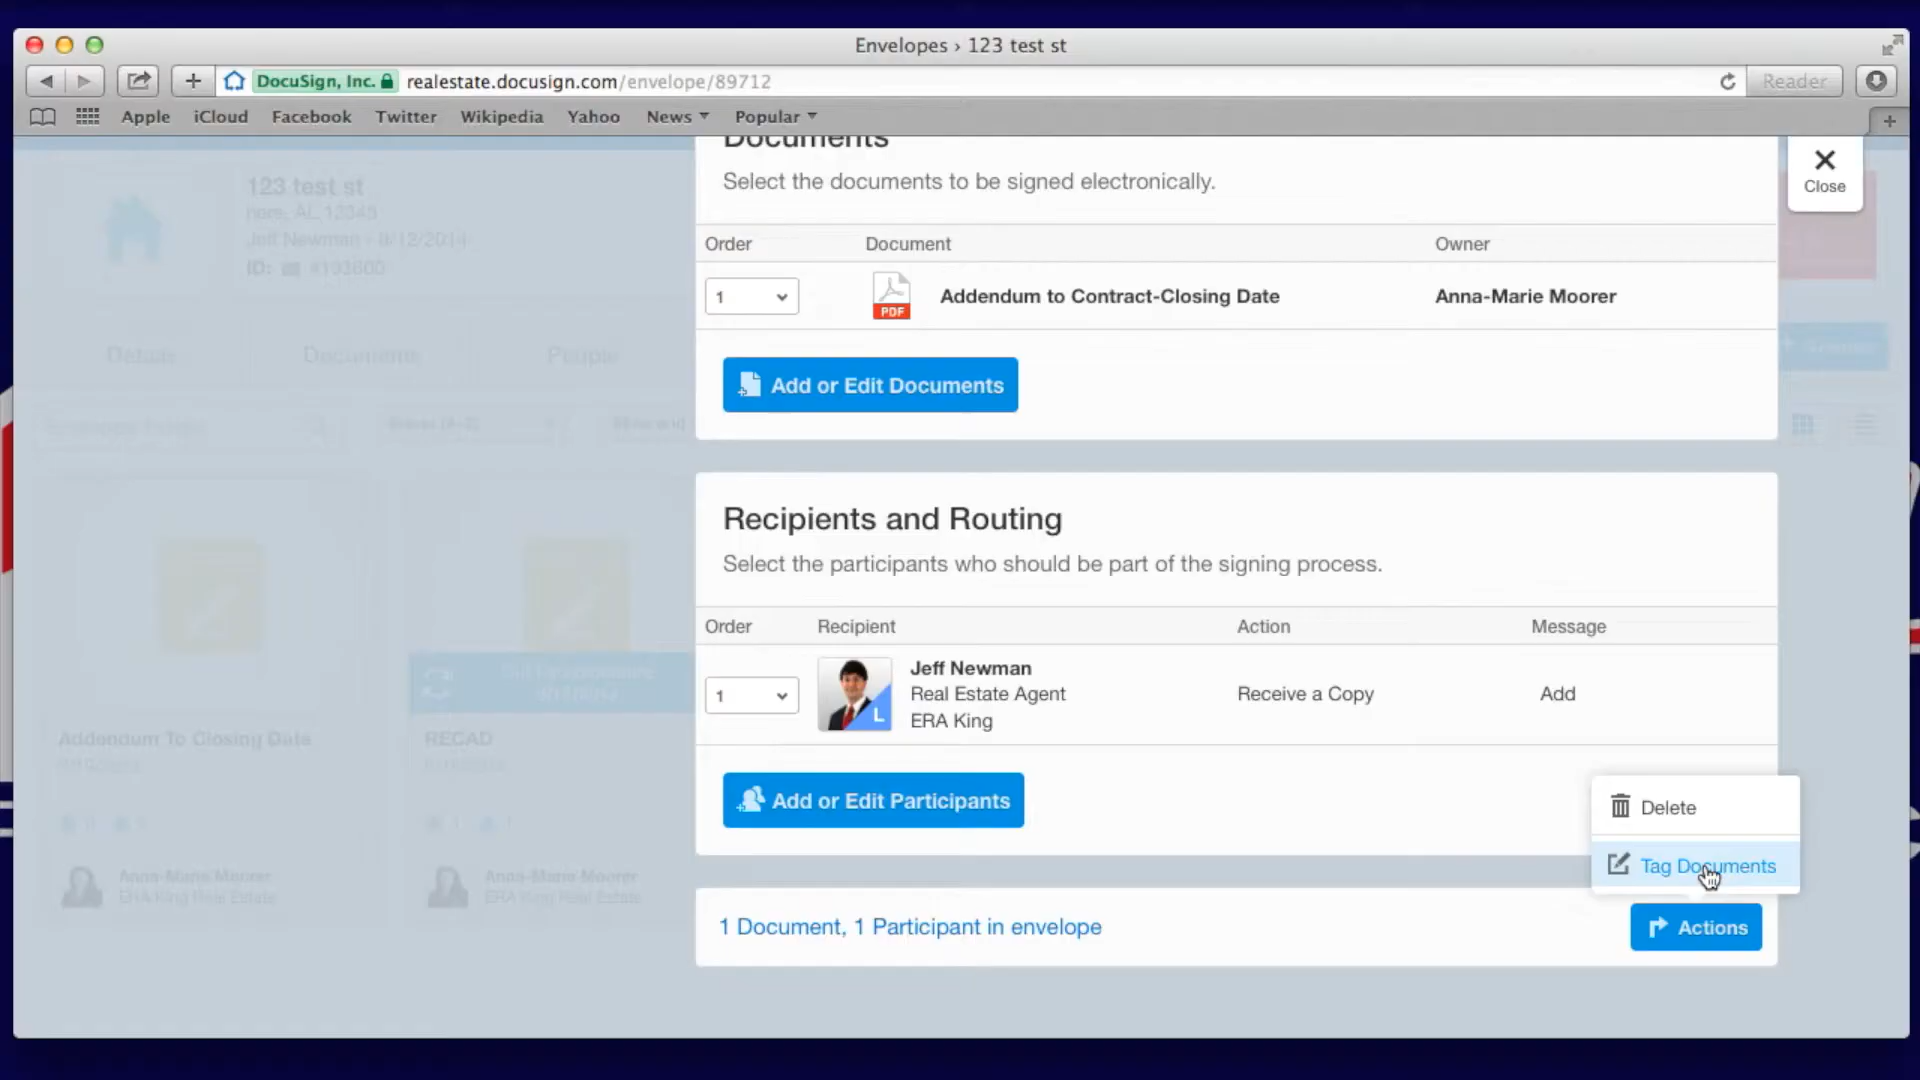 Envelopes › 123 test st
DocuSign, Inc. realestate.docusign.com/envelope/89712 Reader
Apple iCloud Facebook Twitter Wikipedia Yahoo News Popular
Documents
Select the documents to be signed electronically.
Close
123 test st
here, AL, 12345
Jeff Newman - 8/12/2014
ID: #193600
Order Document Owner
1 PDF Addendum to Contract-Closing Date Anna-Marie Moorer
Details Documents People
Add or Edit Documents
Recipients and Routing
Select the participants who should be part of the signing process.
Order Recipient Action Message
1 L Jeff Newman Receive a Copy Add
Real Estate Agent
ERA King
Addendum To Closing Date RECAD
Add or Edit Participants
Delete
Tag Documents
Anna-Marie Moorer Anna-Marie Moorer
ERA King Real Estate ERA King Real Estate
1 Document, 1 Participant in envelope
Actions